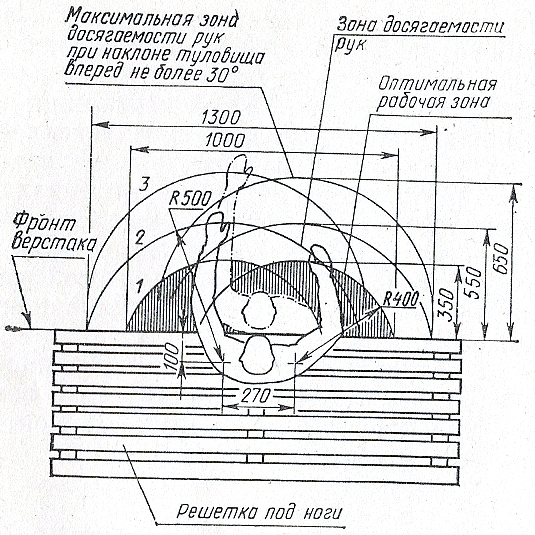 Максимальная зона
досягаемости рук
при наклоне туловища
вперед не более 30°
Зона досягаемости
рук
Оптимальная
рабочая зона
1300
1000
3
R500
2
1
Фронт
верстака
R400
350
550
650
100
270
Решетка под ноги